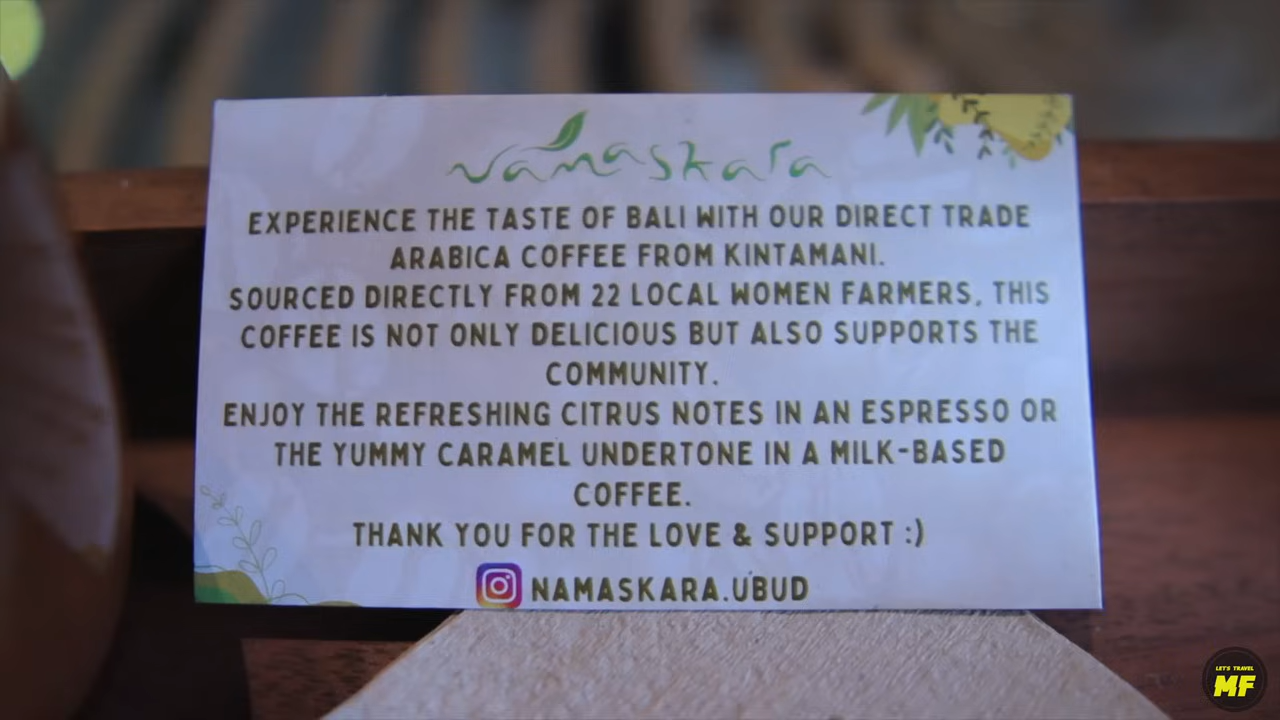 Namaskara
EXPERIENCE THE TASTE OF BALI WITH OUR DIRECT TRADE
ARABICA COFFEE FROM KINTAMANI.
SOURCED DIRECTLY FROM 22 LOCAL WOMEN FARMERS, THIS
COFFEE IS NOT ONLY DELICIOUS BUT ALSO SUPPORTS THE
COMMUNITY.
ENJOY THE REFRESHING CITRUS NOTES IN AN ESPRESSO OR
THE YUMMY CARAMEL UNDERTONE IN A MILK-BASED
COFFEE.
THANK YOU FOR THE LOVE & SUPPORT :)
NAMASKARA.UBUD
LET'S TRAVEL
MF